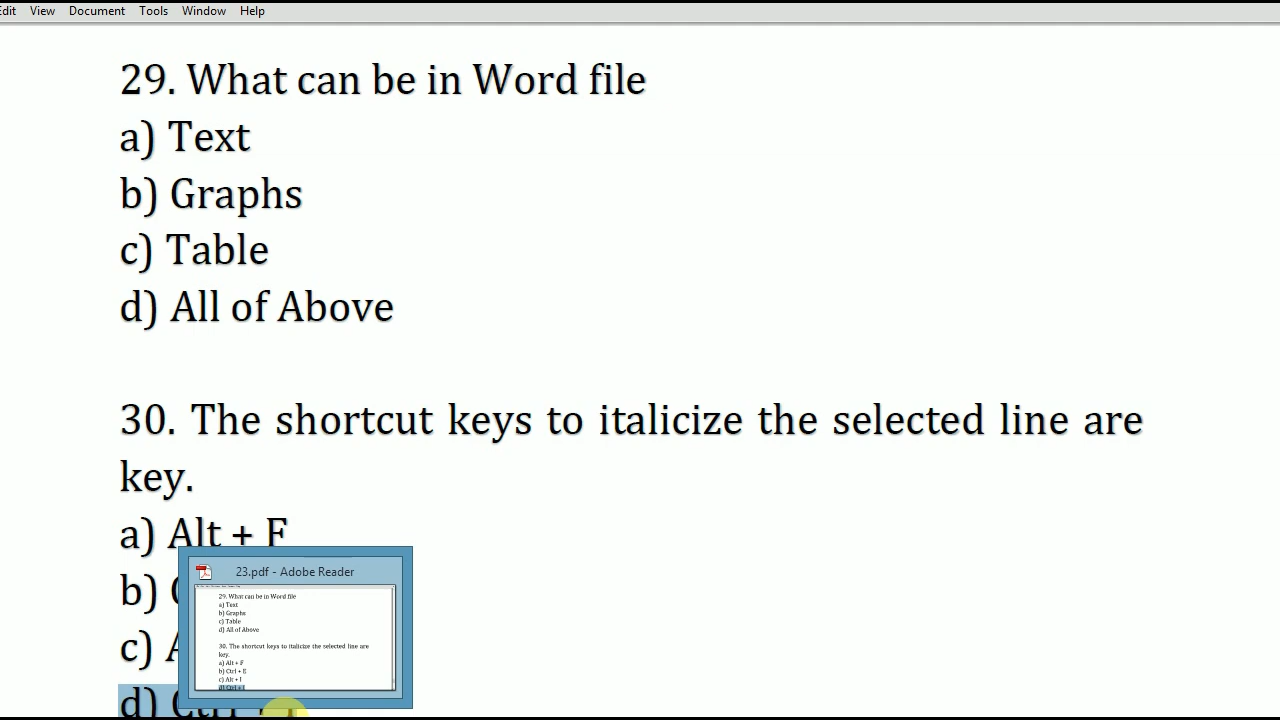 Edit View Document Tools Window Help
29. What can be in Word file
a) Text
b) Graphs
c) Table
d) All of Above
30. The shortcut keys to italicize the selected line are
key.
a) Alt + F
b) C
c) A
d) Ctrl + I
23.pdf - Adobe Reader
29. What can be in Word file
a) Text
b) Graphs
c) Table
d) All of Above
30. The shortcut keys to italicize the selected line are
key.
a) Alt + F
b) Ctrl + E
c) Alt + I
d) Ctrl + I